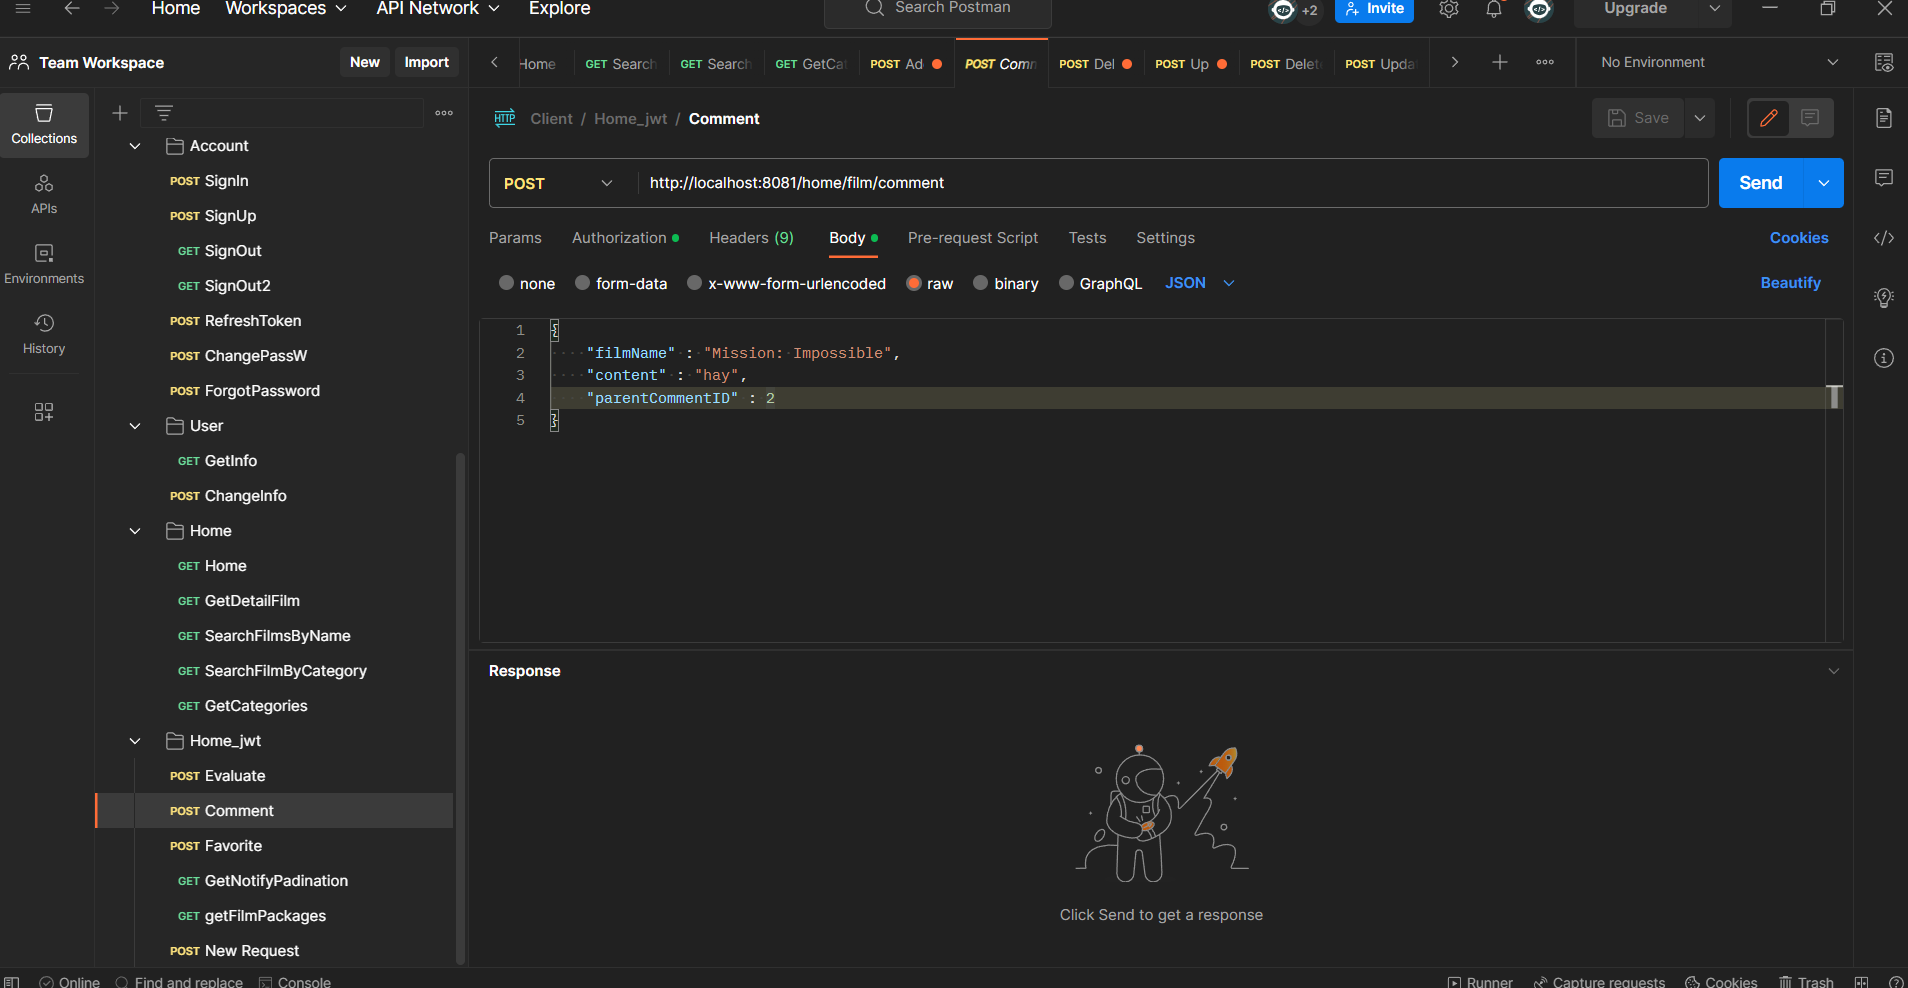 Home Workspaces API Network Explore Search Postman +2 Invite Upgrade
Team Workspace New Import
Home GET Search GET Search GET GetCat POST Ad POST Com POST Del POST Up POST Delet POST Upda No Environment
Collections
APIs
Environments
History
Account
POST SignIn
POST SignUp
GET SignOut
GET SignOut2
POST RefreshToken
POST ChangePassW
POST ForgotPassword
User
GET GetInfo
POST ChangeInfo
Home
GET Home
GET GetDetailFilm
GET SearchFilmsByName
GET SearchFilmByCategory
GET GetCategories
Home_jwt
POST Evaluate
POST Comment
POST Favorite
GET GetNotifyPadination
GET getFilmPackages
POST New Request
HTTP Client / Home_jwt / Comment Save
POST http://localhost:8081/home/film/comment Send
Params Authorization Headers (9) Body Pre-request Script Tests Settings Cookies
none form-data x-www-form-urlencoded raw binary GraphQL JSON Beautify
1 {
2 "filmName" : "Mission: Impossible",
3 "content" : "hay",
4 "parentCommentID" : 2
5 }
Response
Click Send to get a response
Online Find and replace Console Runner Capture requests Cookies Trash